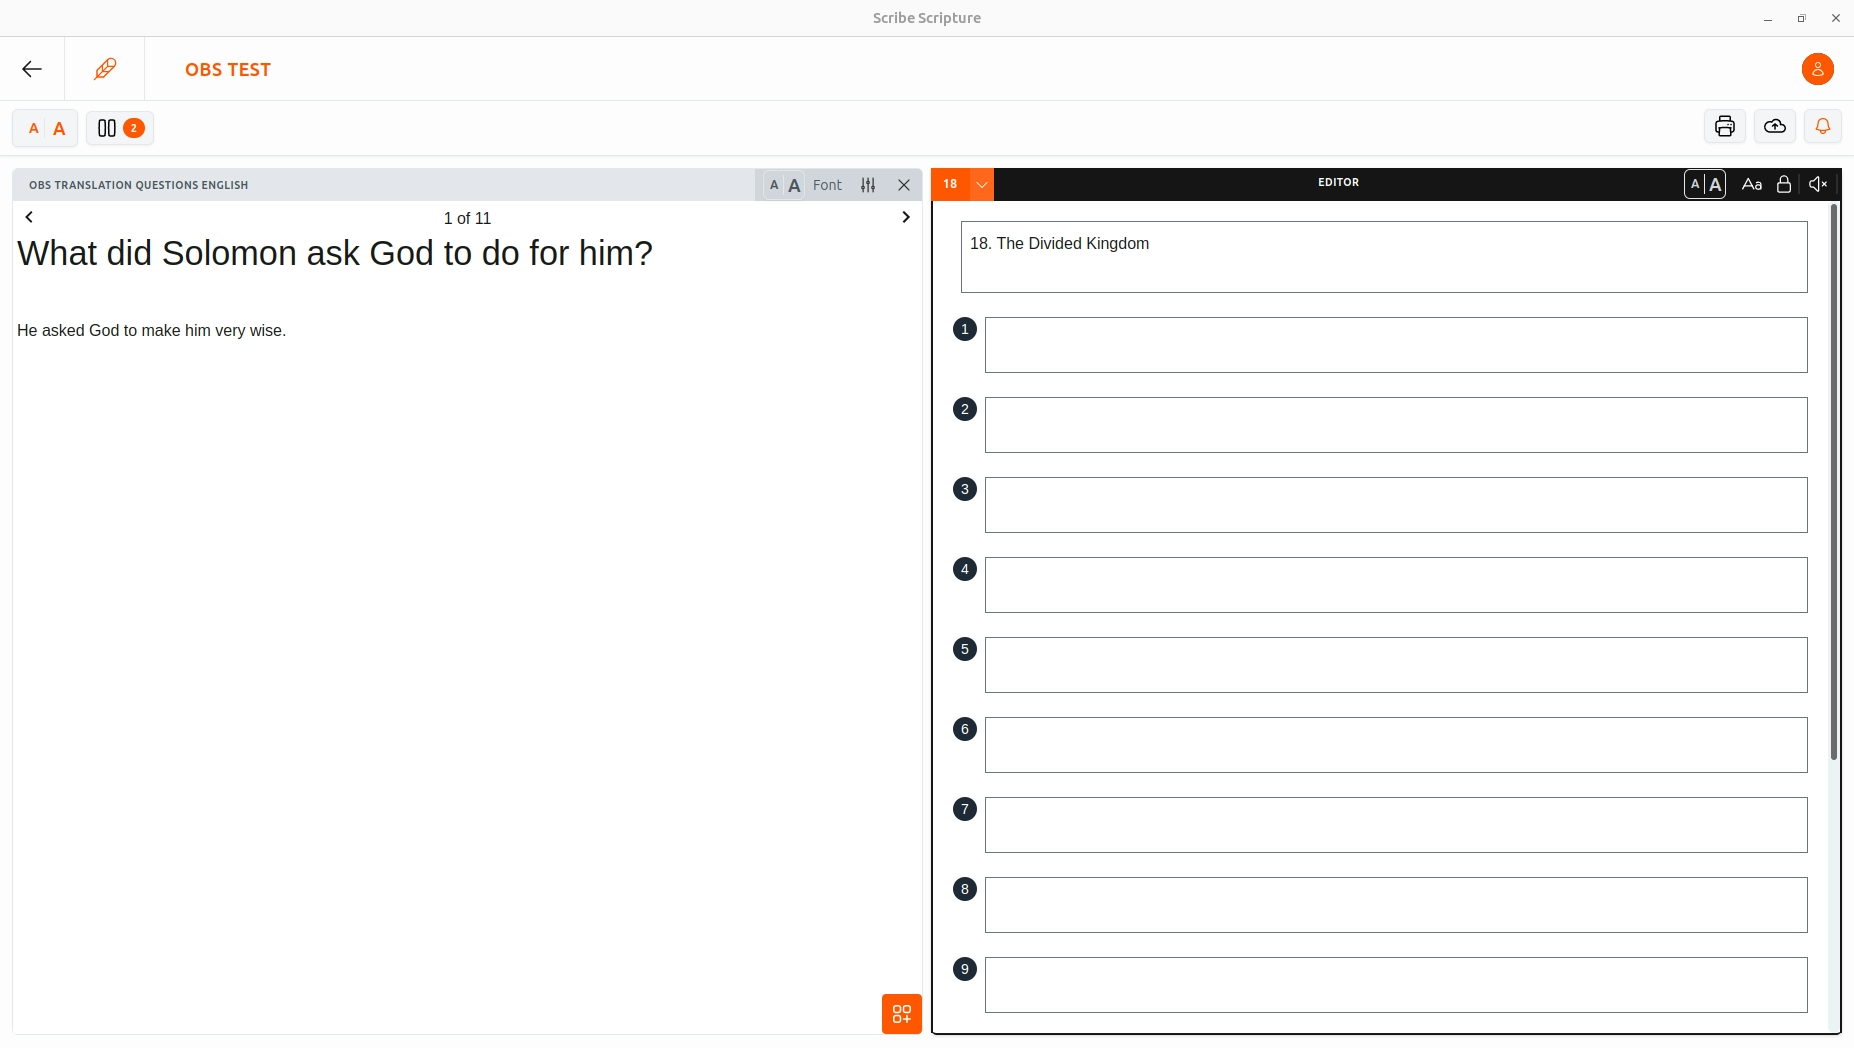 Scribe Scripture
OBS TEST
A A
2
OBS TRANSLATION QUESTIONS ENGLISH
A A Font
1 of 11
What did Solomon ask God to do for him?
He asked God to make him very wise.
18
EDITOR
A A Aa
18. The Divided Kingdom
1
2
3
4
5
6
7
8
9